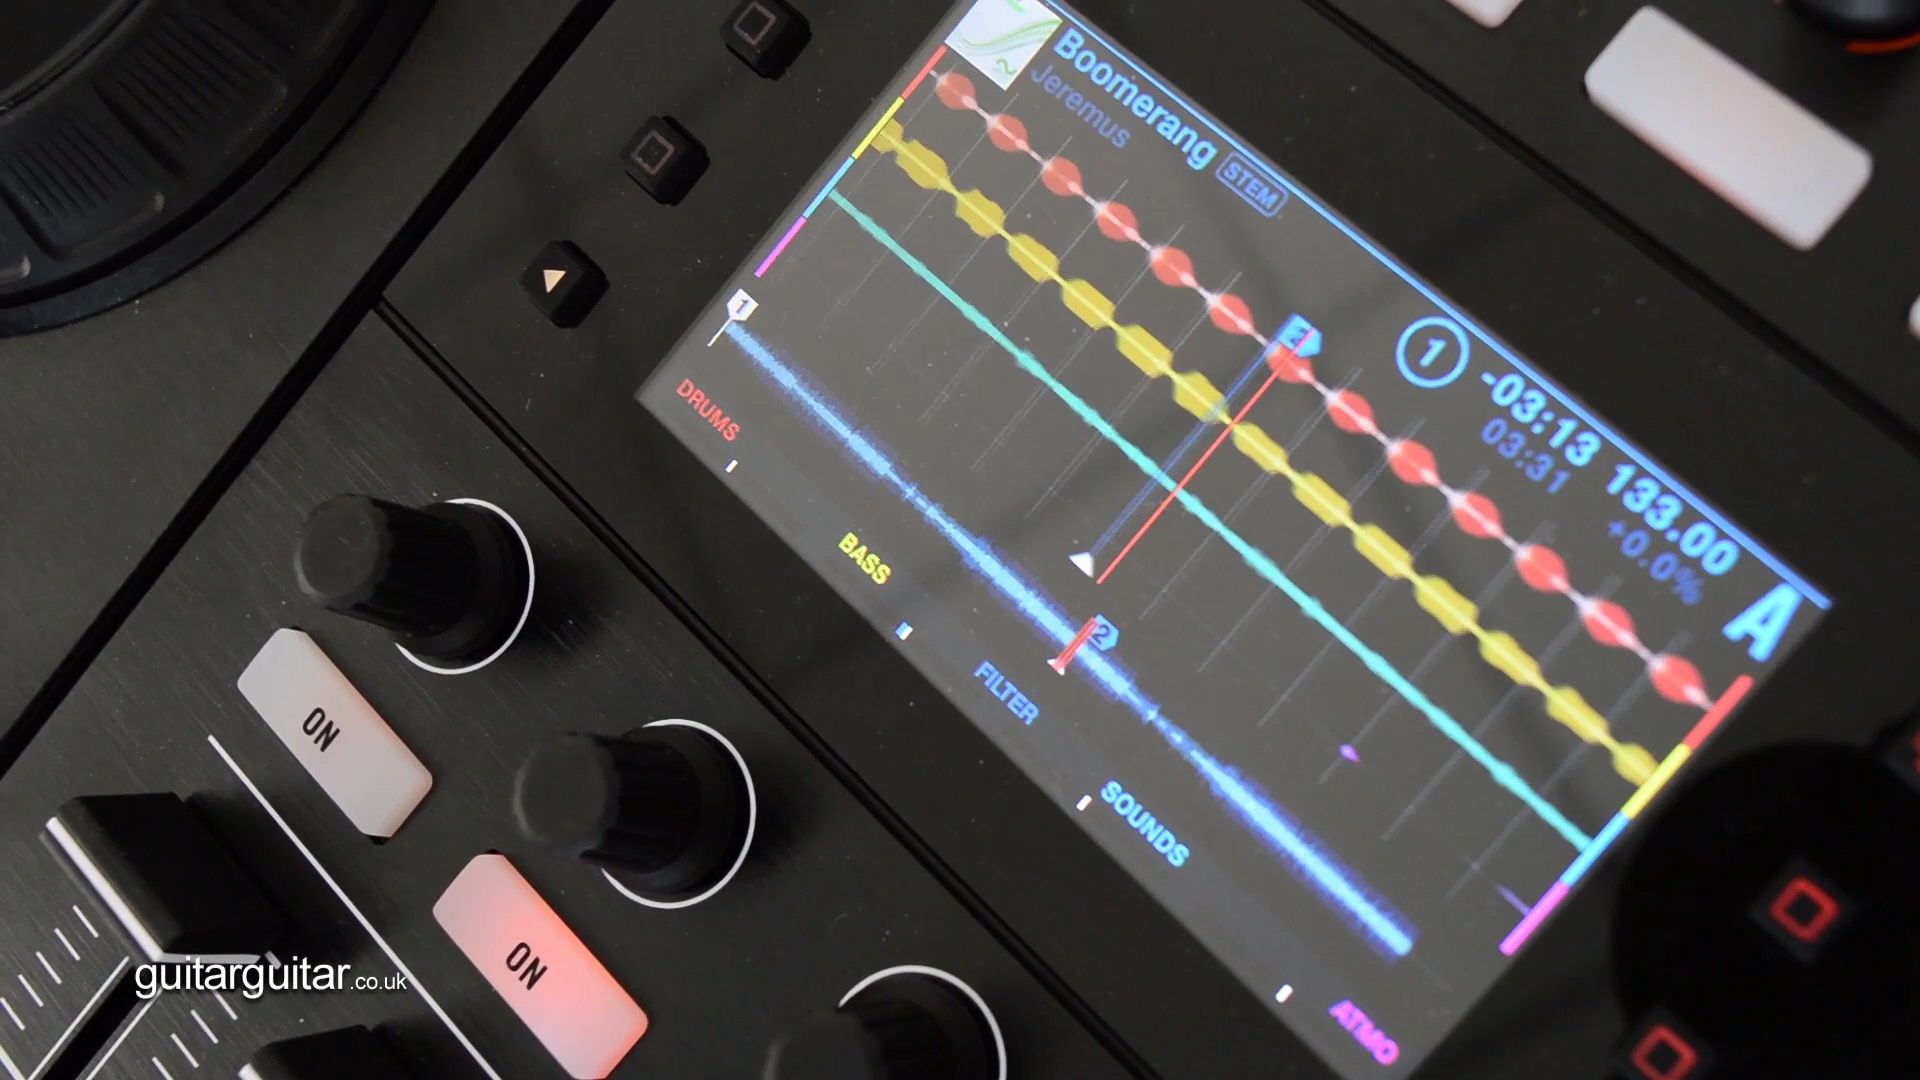 Boomerang STEM
Jeremus
1
-03:13 133.00
03:31 +0.0%
A
2
1
2
DRUMS
BASS
FILTER
SOUNDS
ATMO
ON
ON
guitarguitar.co.uk